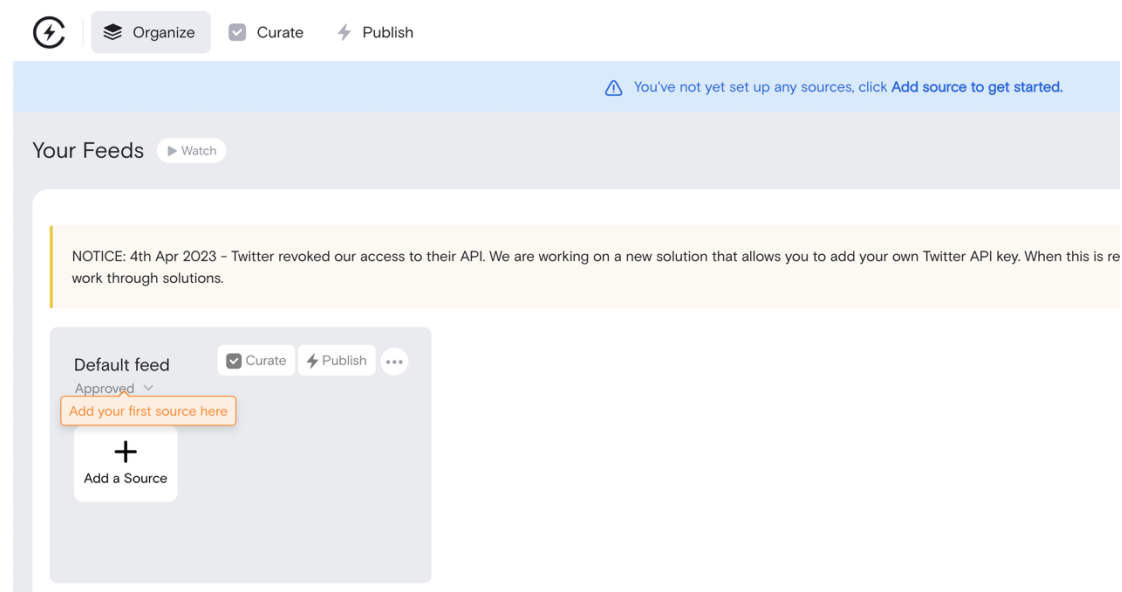 Organize Curate Publish
You've not yet set up any sources, click Add source to get started.
Your Feeds Watch
NOTICE: 4th Apr 2023 - Twitter revoked our access to their API. We are working on a new solution that allows you to add your own Twitter API key. When this is re
work through solutions.
Default feed Curate Publish
Approved
Add your first source here
Add a Source